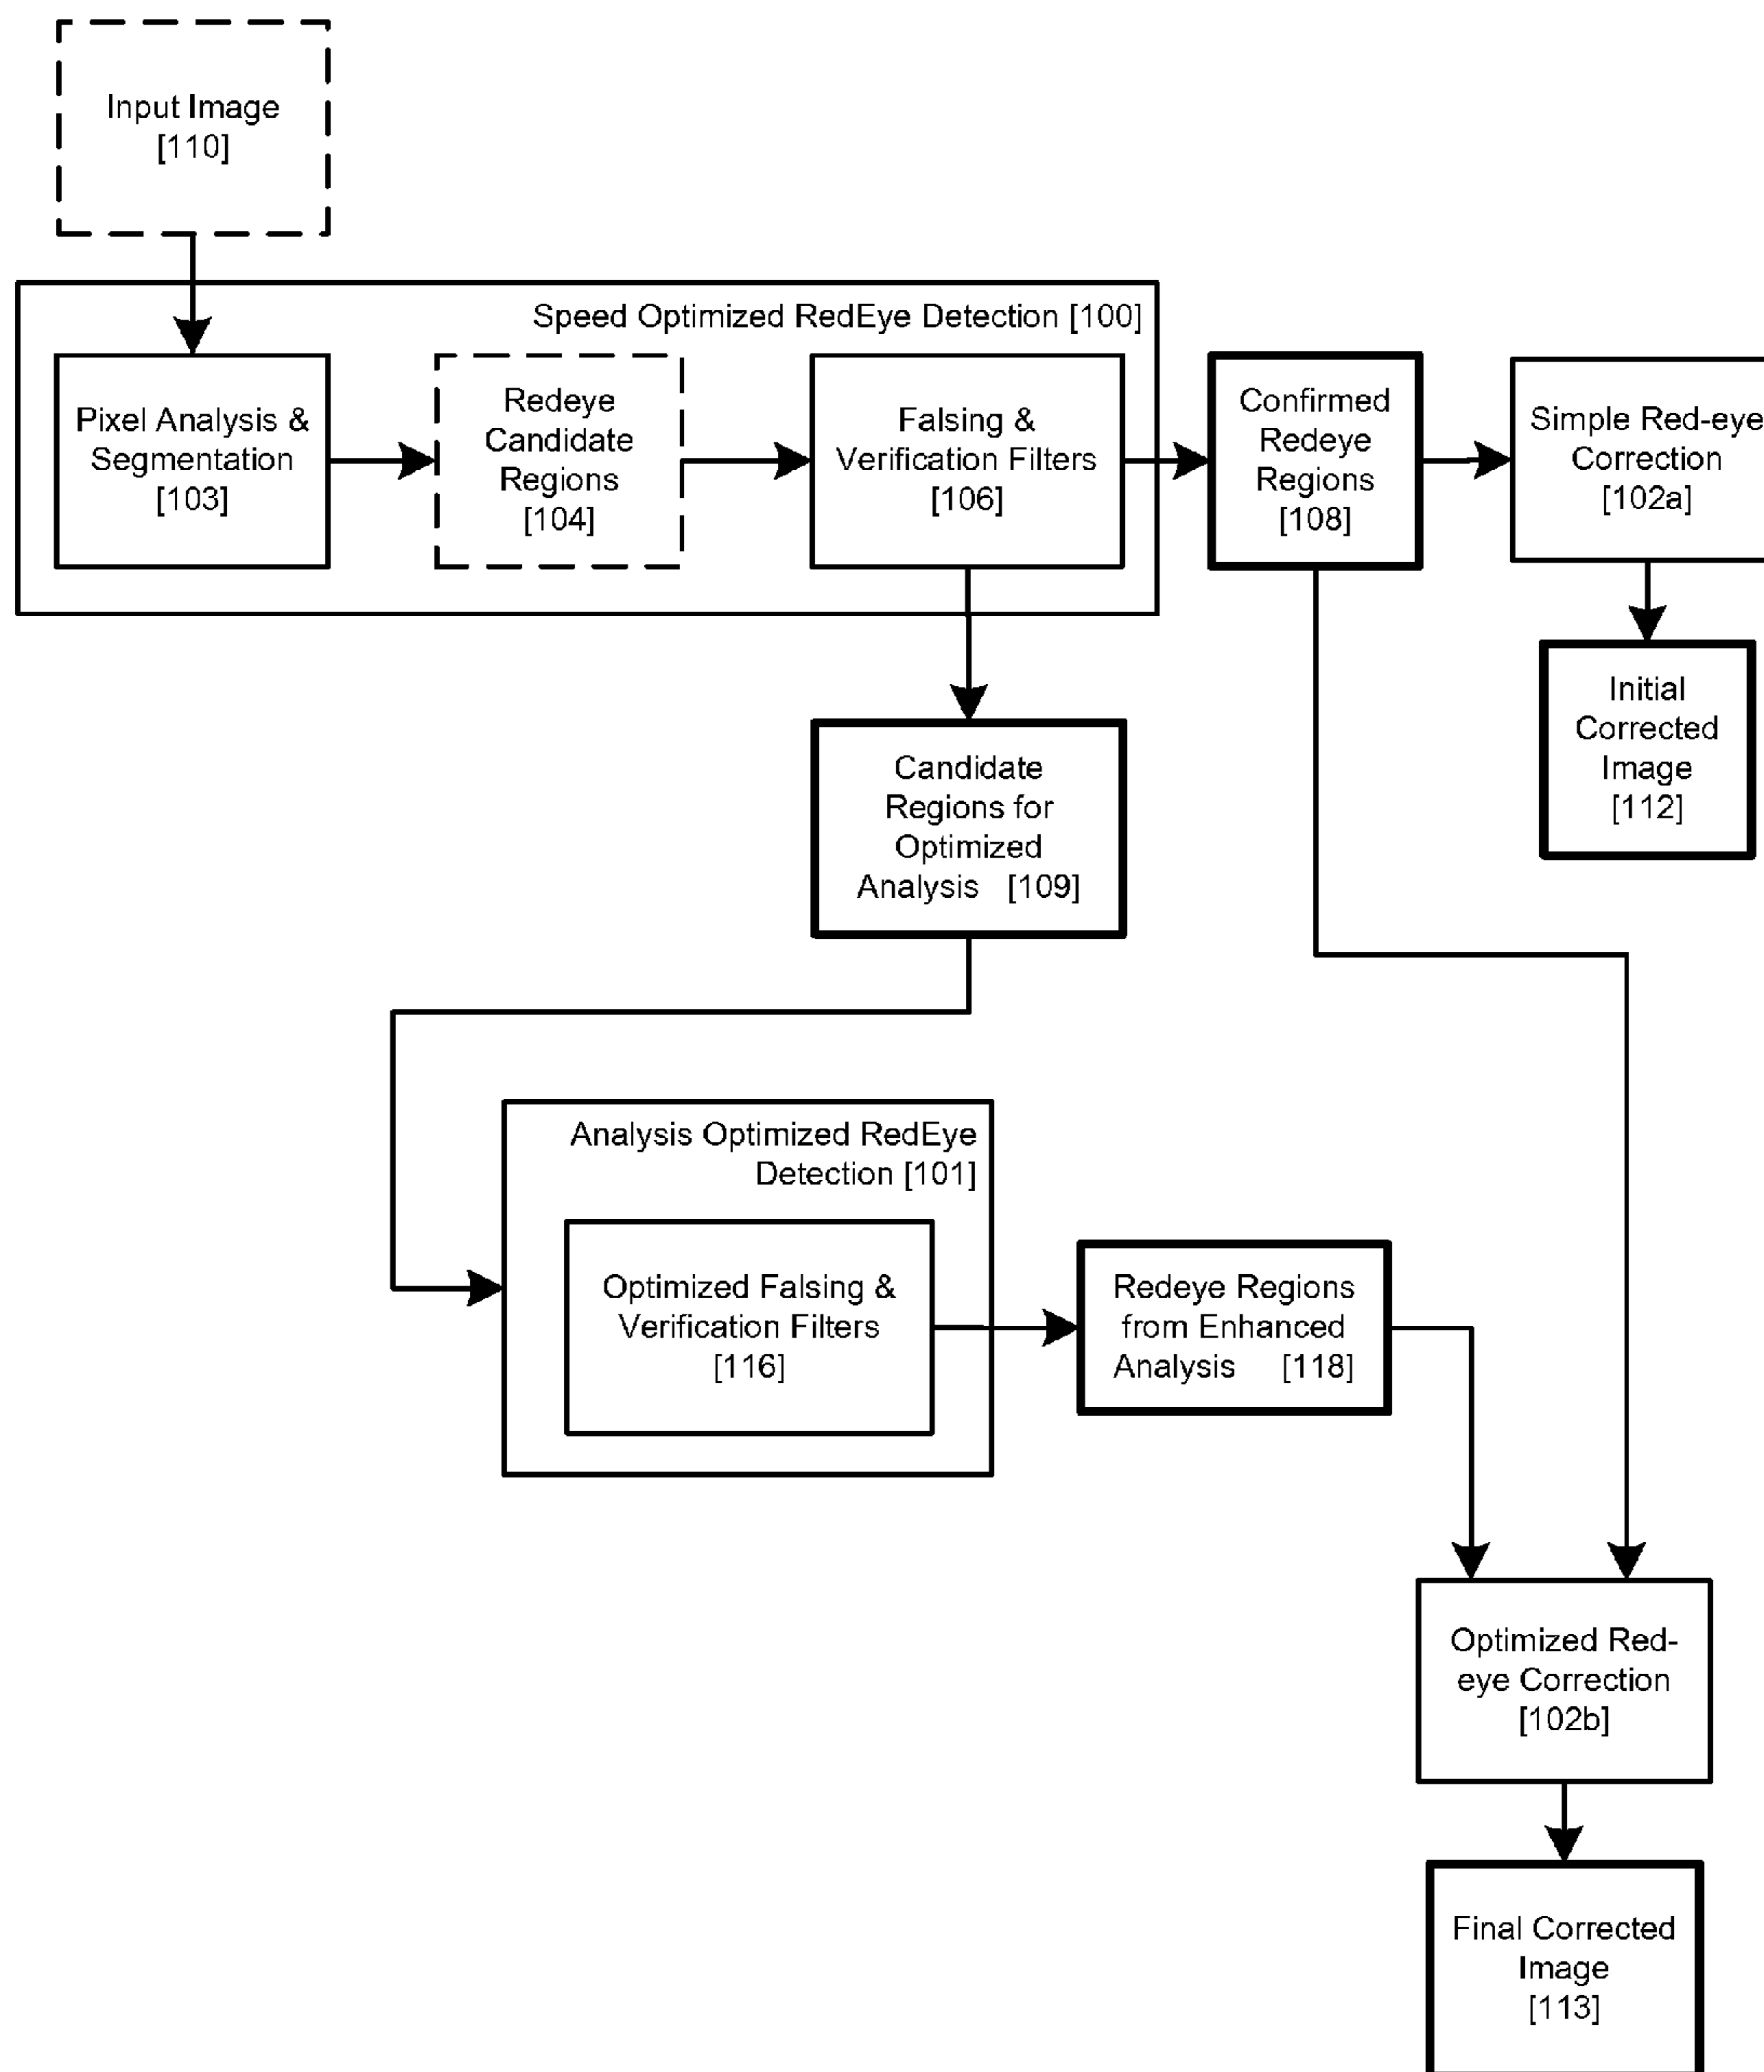 Input Image
[110]
Speed Optimized RedEye Detection [100]
Pixel Analysis &
Segmentation
[103]
Redeye
Candidate
Regions
[104]
Falsing &
Verification Filters
[106]
Confirmed
Redeye
Regions
[108]
Simple Red-eye
Correction
[102a]
Initial
Corrected
Image
[112]
Candidate
Regions for
Optimized
Analysis [109]
Analysis Optimized RedEye
Detection [101]
Optimized Falsing &
Verification Filters
[116]
Redeye Regions
from Enhanced
Analysis [118]
Optimized Red-
eye Correction
[102b]
Final Corrected
Image
[113]